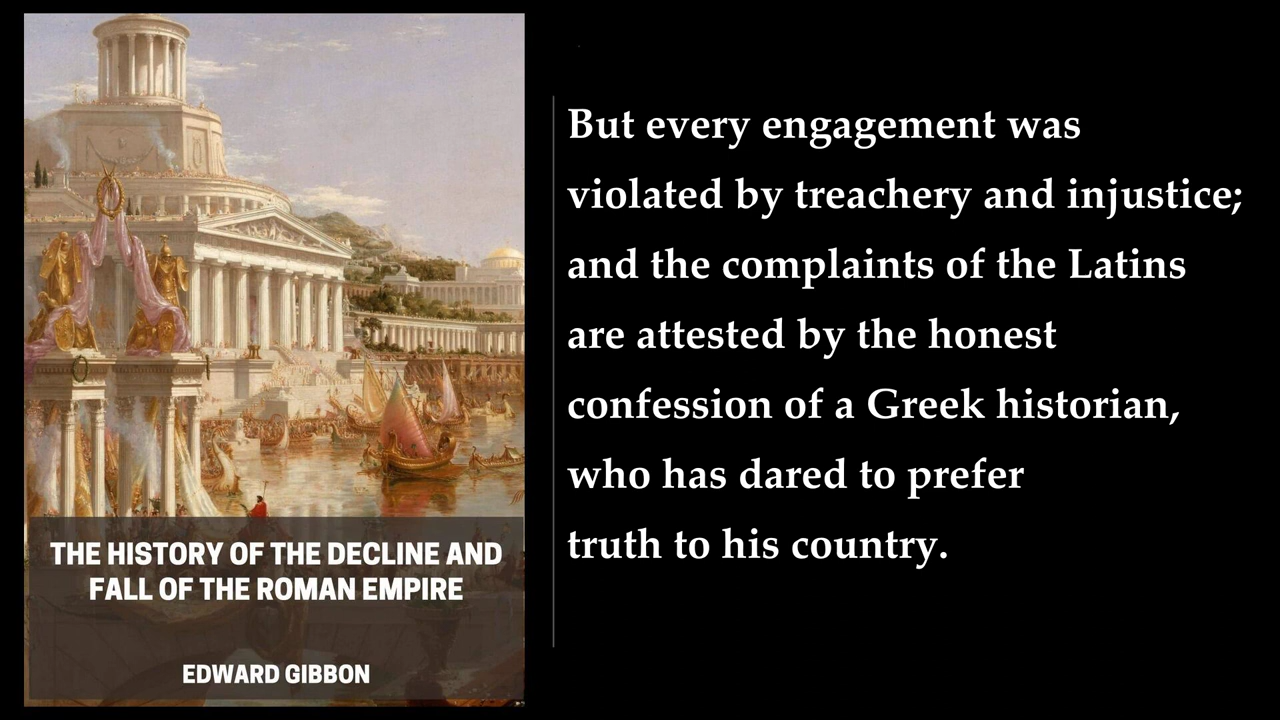 But every engagement was
violated by treachery and injustice;
and the complaints of the Latins
are attested by the honest
confession of a Greek historian,
who has dared to prefer
truth to his country.
THE HISTORY OF THE DECLINE AND
FALL OF THE ROMAN EMPIRE
EDWARD GIBBON